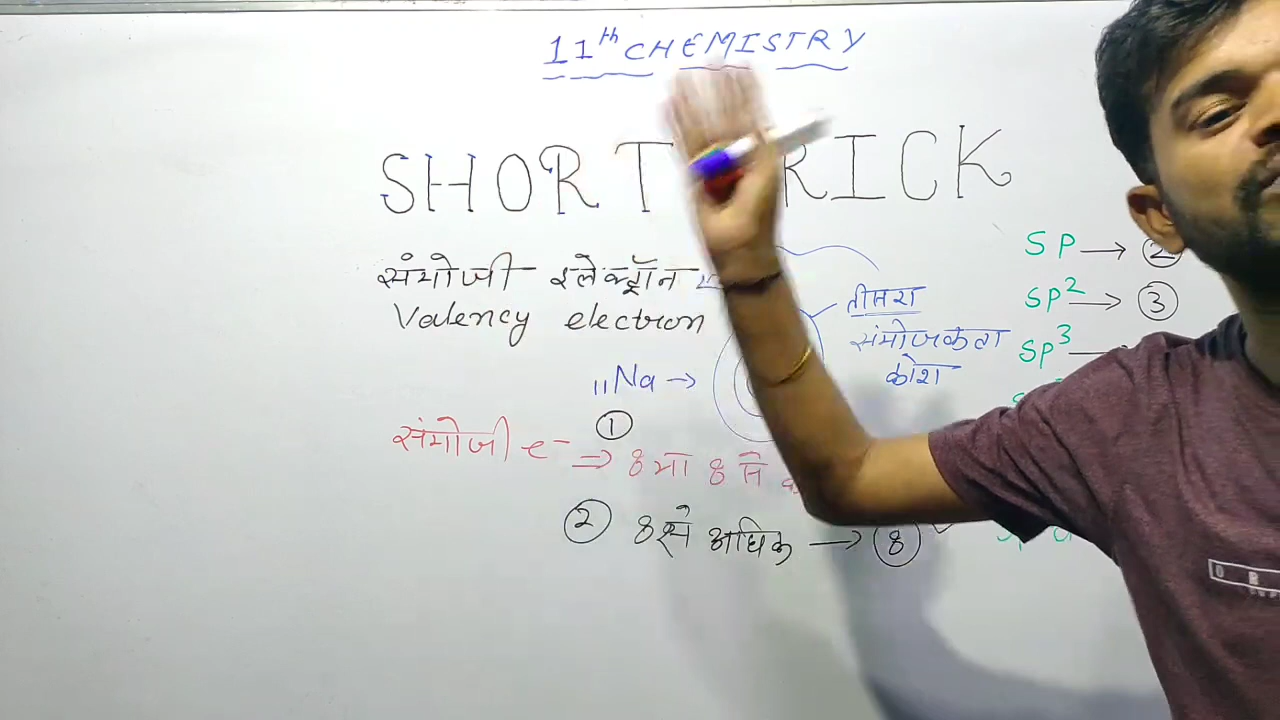 11th CHEMISTRY
SHORT RICK
संयोजी इलेक्ट्रॉन
Valency electron
11Na →
तीसरा
संयोजकता
कोश
SP → 2
SP2 → 3
SP3 —
संयोजी e- ⇒ 1 8 या 8 से
2 8 से अधिक → 8